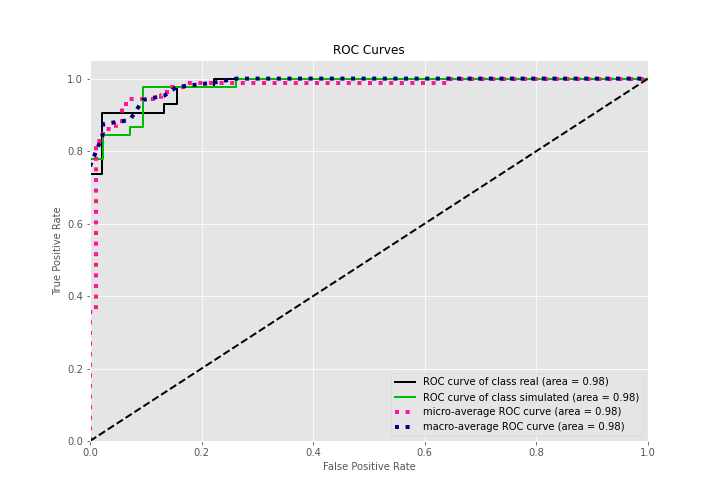 ROC Curves
1.0
0.8
0.6
0.4
0.2
0.0
True Positive Rate
0.0 0.2 0.4 0.6 0.8 1.0
False Positive Rate
ROC curve of class real (area = 0.98)
ROC curve of class simulated (area = 0.98)
micro-average ROC curve (area = 0.98)
macro-average ROC curve (area = 0.98)